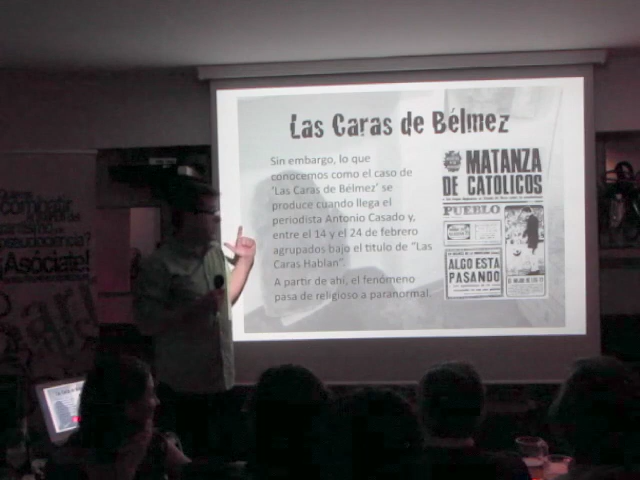 Las Caras de Bélmez
Sin embargo, lo que
conocemos como el caso de
'Las Caras de Bélmez' se
produce cuando llega el
periodista Antonio Casado y,
entre el 14 y el 24 de febrero
agrupados bajo el titulo de "Las
Caras Hablan".
A partir de ahí, el fenómeno
pasa de religioso a paranormal.
MATANZA
DE CATOLICOS
PUEBLO
ALGO ESTA
PASANDO
combatir
¡Asóciate!